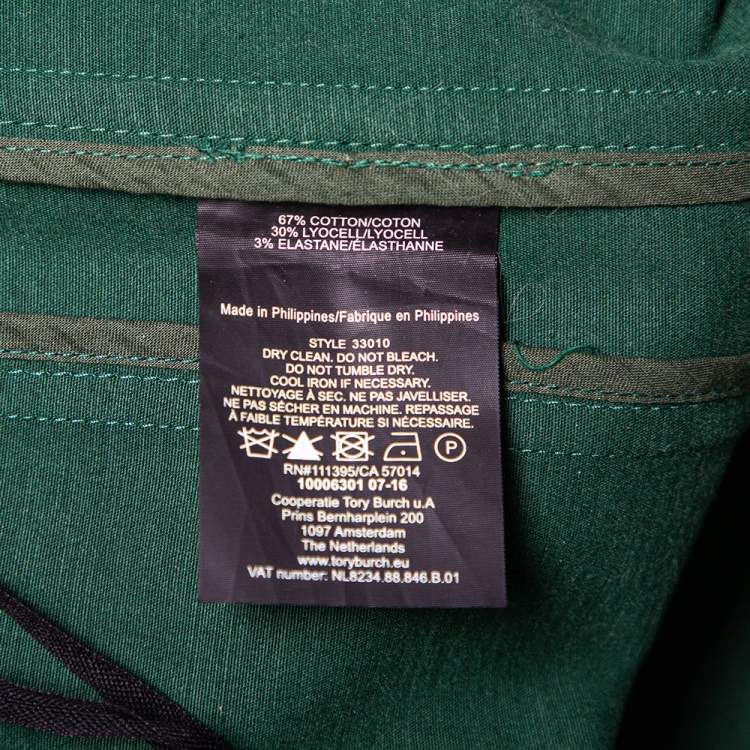 67% COTTON/COTON
30% LYOCELL/LYOCELL
3% ELASTANE/ÉLASTHANNE
Made in Philippines/Fabrique en Philippines
STYLE 33010
DRY CLEAN. DO NOT BLEACH.
DO NOT TUMBLE DRY.
COOL IRON IF NECESSARY.
NETTOYAGE À SEC. NE PAS JAVELLISER.
NE PAS SÉCHER EN MACHINE. REPASSAGE
À FAIBLE TEMPÉRATURE SI NÉCESSAIRE.
P
RN#111395/CA 57014
10006301 07-16
Cooperatie Tory Burch u.A
Prins Bernharplein 200
1097 Amsterdam
The Netherlands
www.toryburch.eu
VAT number: NL8234.88.846.B.01